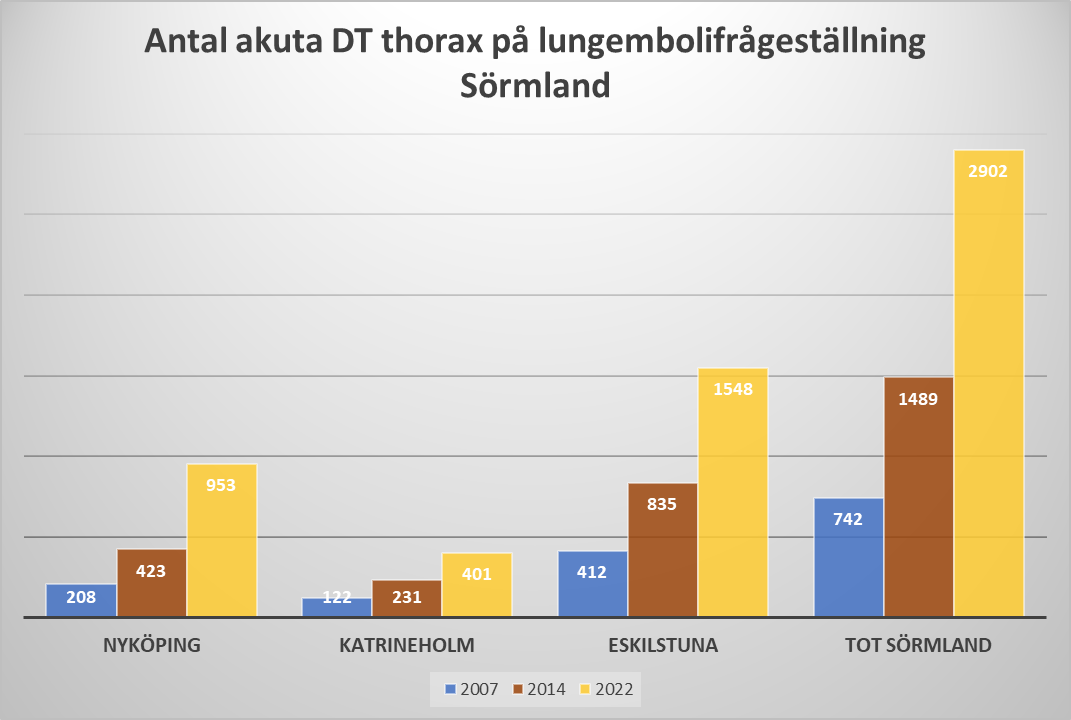 Antal akuta DT thorax på lungembolifrågeställning
Sörmland
208
423
953
122
231
401
412
835
1548
742
1489
2902
NYKÖPING
KATRINEHOLM
ESKILSTUNA
TOT SÖRMLAND
2007 2014 2022